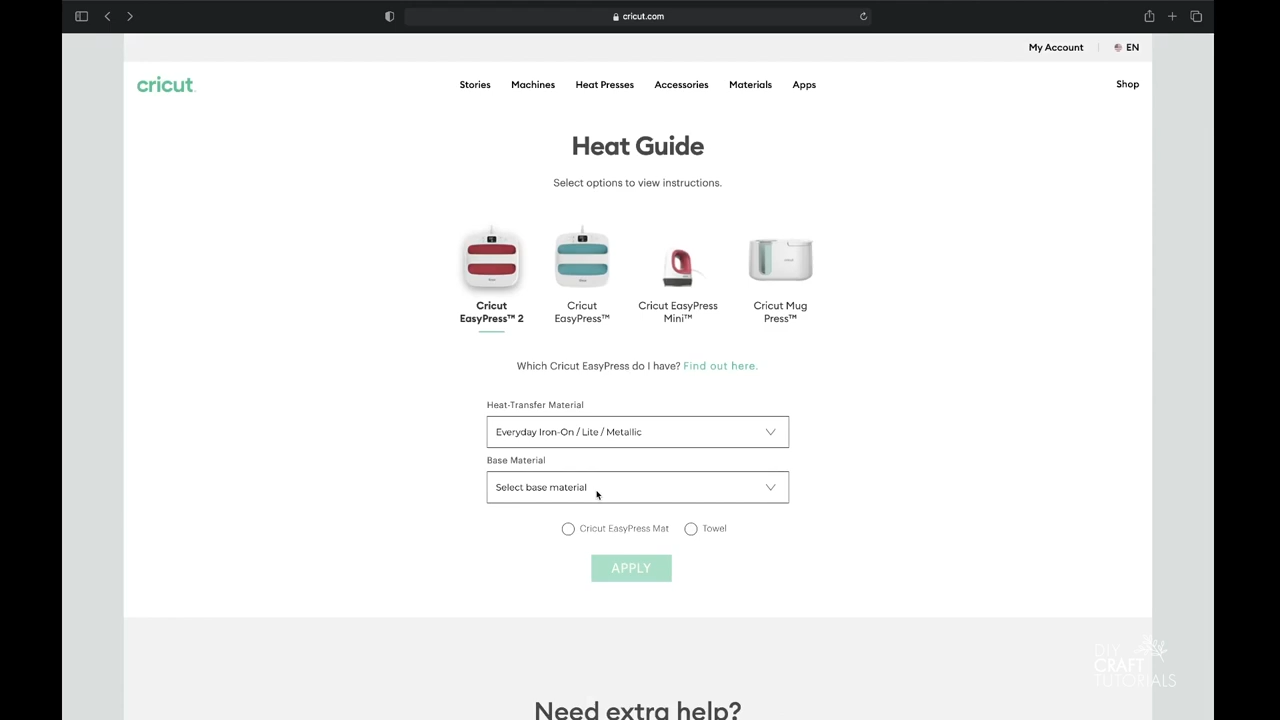 cricut.com
My Account
EN
cricut
Stories
Machines
Heat Presses
Accessories
Materials
Apps
Shop
Heat Guide
Select options to view instructions.
Cricut
EasyPress™ 2
Cricut
EasyPress™
Cricut EasyPress
Mini™
Cricut Mug
Press™
Which Cricut EasyPress do I have? Find out here.
Heat-Transfer Material
Everyday Iron-On / Lite / Metallic
Base Material
Select base material
Cricut EasyPress Mat
Towel
APPLY
DIY
CRAFT
TUTORIALS
Need extra help?